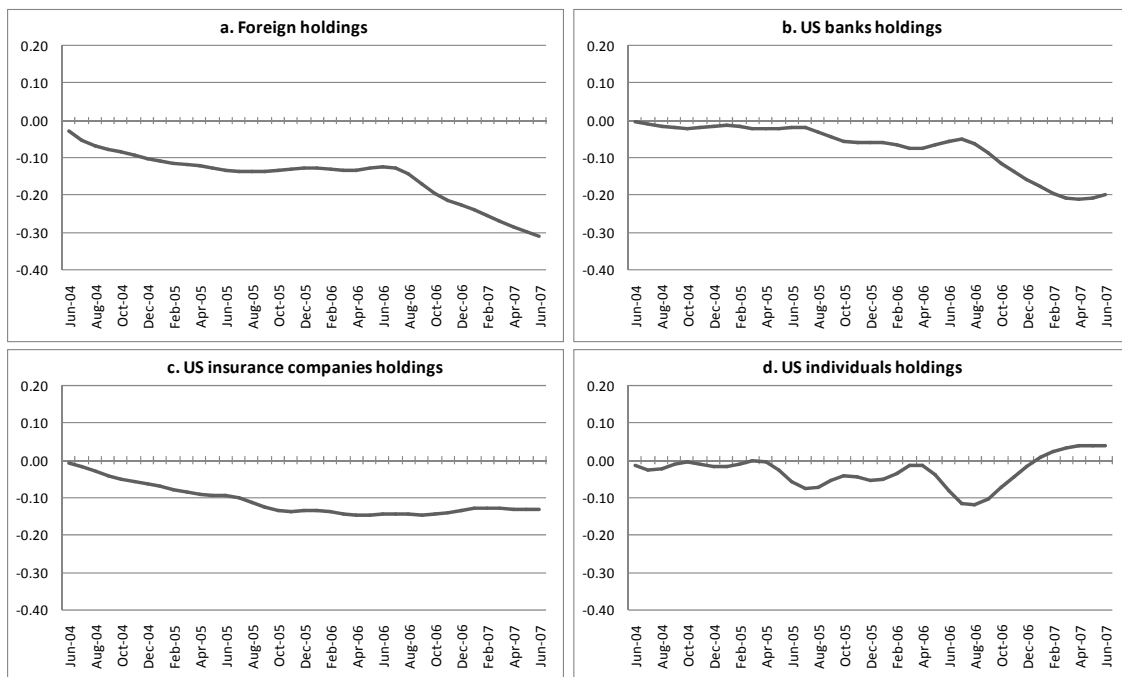 a. Foreign holdings
0.20
0.10
0.00
-0.10
-0.20
-0.30
-0.40
Jun-04
Aug-04
Oct-04
Dec-04
Feb-05
Apr-05
Jun-05
Aug-05
Oct-05
Dec-05
Feb-06
Apr-06
Jun-06
Aug-06
Oct-06
Dec-06
Feb-07
Apr-07
Jun-07
b. US banks holdings
0.20
0.10
0.00
-0.10
-0.20
-0.30
-0.40
Jun-04
Aug-04
Oct-04
Dec-04
Feb-05
Apr-05
Jun-05
Aug-05
Oct-05
Dec-05
Feb-06
Apr-06
Jun-06
Aug-06
Oct-06
Dec-06
Feb-07
Apr-07
Jun-07
c. US insurance companies holdings
0.20
0.10
0.00
-0.10
-0.20
-0.30
-0.40
Jun-04
Aug-04
Oct-04
Dec-04
Feb-05
Apr-05
Jun-05
Aug-05
Oct-05
Dec-05
Feb-06
Apr-06
Jun-06
Aug-06
Oct-06
Dec-06
Feb-07
Apr-07
Jun-07
d. US individuals holdings
0.20
0.10
0.00
-0.10
-0.20
-0.30
-0.40
Jun-04
Aug-04
Oct-04
Dec-04
Feb-05
Apr-05
Jun-05
Aug-05
Oct-05
Dec-05
Feb-06
Apr-06
Jun-06
Aug-06
Oct-06
Dec-06
Feb-07
Apr-07
Jun-07